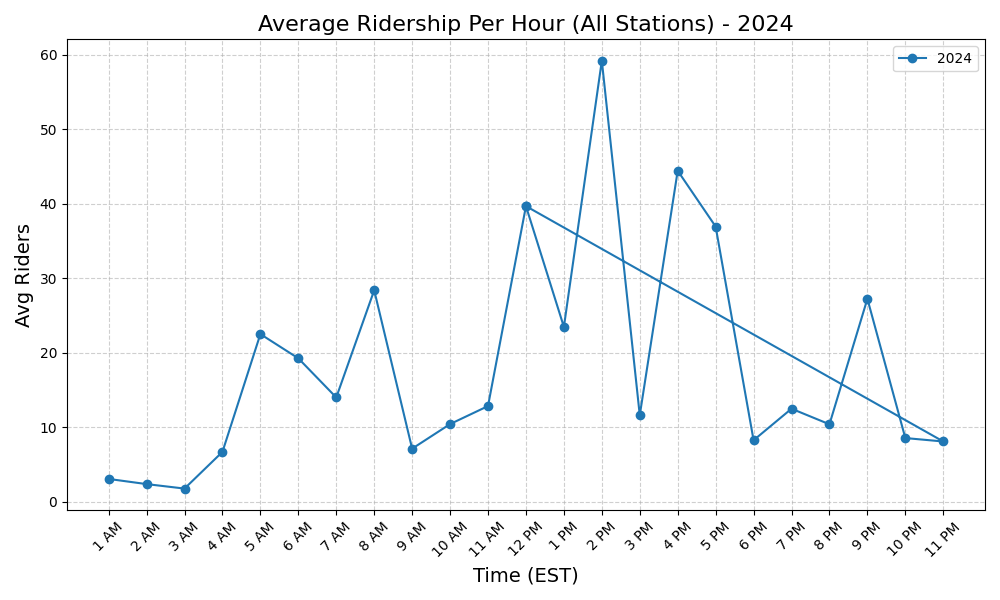 Average Ridership Per Hour (All Stations) - 2024
2024
Avg Riders
60
50
40
30
20
10
0
1 AM 2 AM 3 AM 4 AM 5 AM 6 AM 7 AM 8 AM 9 AM 10 AM 11 AM 12 PM 1 PM 2 PM 3 PM 4 PM 5 PM 6 PM 7 PM 8 PM 9 PM 10 PM 11 PM
Time (EST)